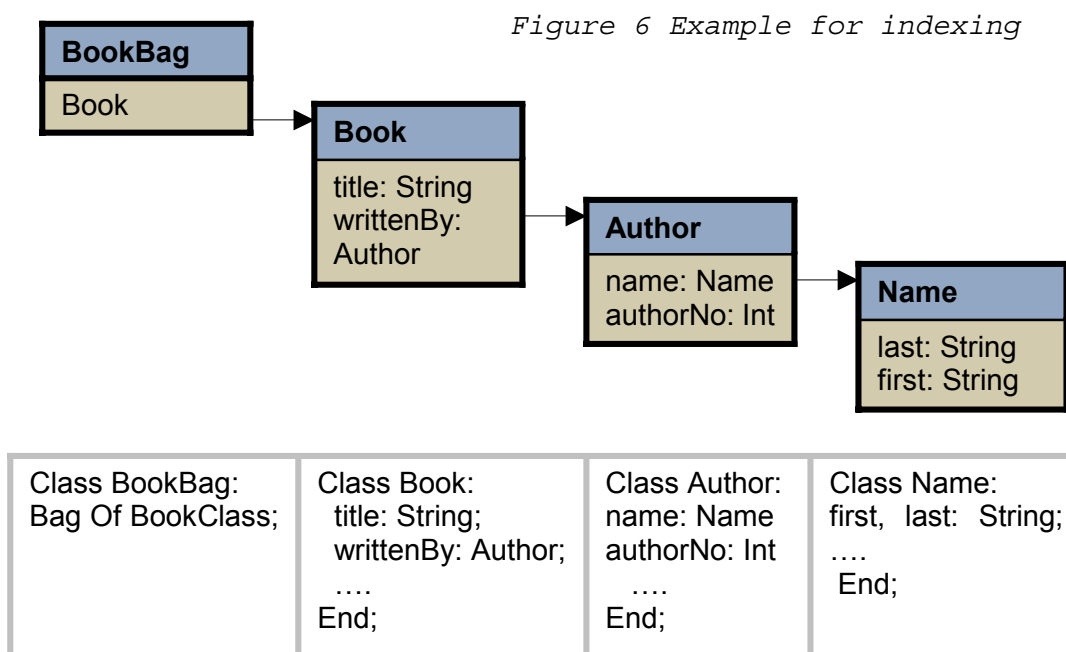 Figure 6 Example for indexing
BookBag
Book
Book
title: String
writtenBy:
Author
Author
name: Name
authorNo: Int
Name
last: String
first: String
Class BookBag:
Bag Of BookClass;
Class Book:
title: String;
writtenBy: Author;
….
End;
Class Author:
name: Name
authorNo: Int
….
End;
Class Name:
first, last: String;
….
End;